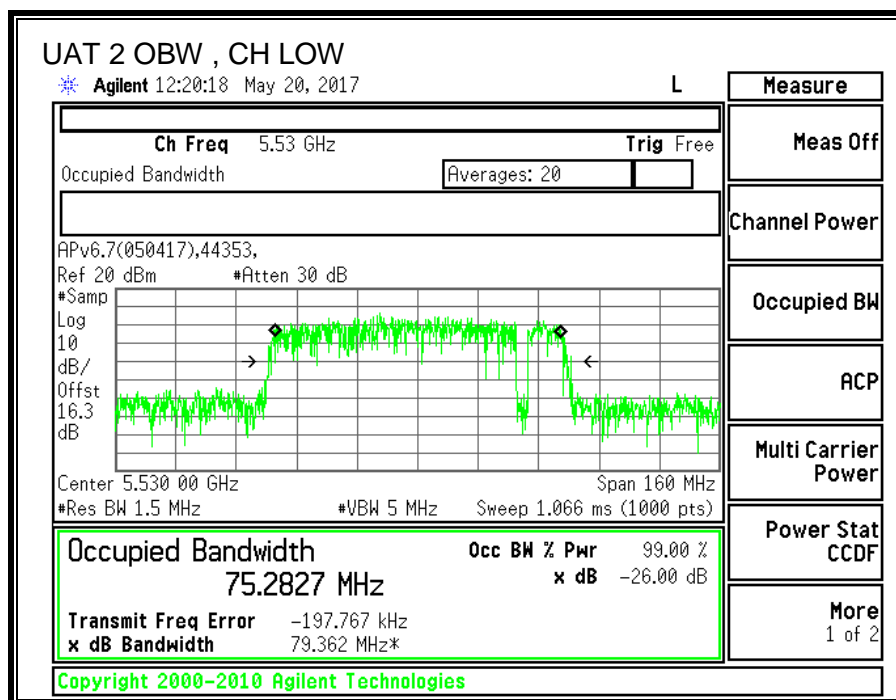 UAT 2 OBW , CH LOW
Agilent 12:20:18 May 20, 2017 L
Measure
Ch Freq 5.53 GHz Trig Free
Meas Off
Occupied Bandwidth Averages: 20
Channel Power
APv6.7(050417),44353,
Ref 20 dBm #Atten 30 dB
#Samp
Log
10
dB/
Offst
16.3
dB
Occupied BW
ACP
Multi Carrier
Power
Center 5.530 00 GHz Span 160 MHz
#Res BW 1.5 MHz #VBW 5 MHz Sweep 1.066 ms (1000 pts)
Power Stat
CCDF
Occupied Bandwidth Occ BW % Pwr 99.00 %
75.2827 MHz x dB -26.00 dB
Transmit Freq Error -197.767 kHz
x dB Bandwidth 79.362 MHz*
More
1 of 2
Copyright 2000-2010 Agilent Technologies